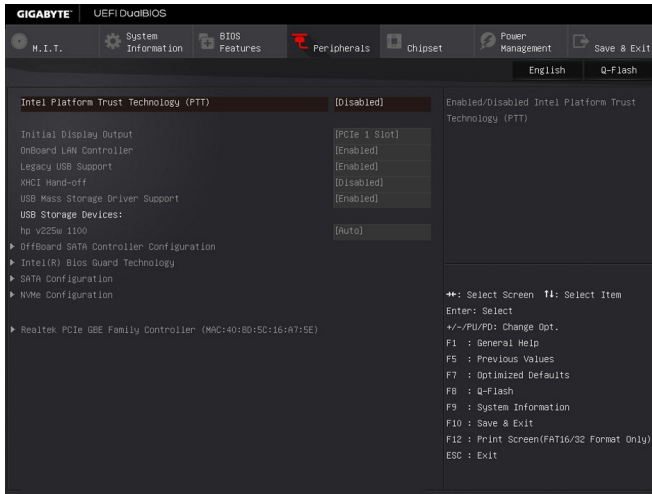 GIGABYTE™ UEFI DualBIOS
M.I.T. System Information BIOS Features Peripherals Chipset Power Management Save & Exit
English Q-Flash
Intel Platform Trust Technology (PTT) [Disabled]
Enabled/Disabled Intel Platform Trust
Technology (PTT)
Initial Display Output [PCIe 1 Slot]
OnBoard LAN Controller [Enabled]
Legacy USB Support [Enabled]
XHCI Hand-off [Disabled]
USB Mass Storage Driver Support [Enabled]
USB Storage Devices:
hp v225w 1100 [Auto]
OffBoard SATA Controller Configuration
Intel(R) Bios Guard Technology
SATA Configuration
NVMe Configuration
Realtek PCIe GBE Family Controller (MAC:40:8D:5C:16:A7:5E)
→←: Select Screen ↑↓: Select Item
Enter: Select
+/-/PU/PD: Change Opt.
F1 : General Help
F5 : Previous Values
F7 : Optimized Defaults
F8 : Q-Flash
F9 : System Information
F10 : Save & Exit
F12 : Print Screen(FAT16/32 Format Only)
ESC : Exit